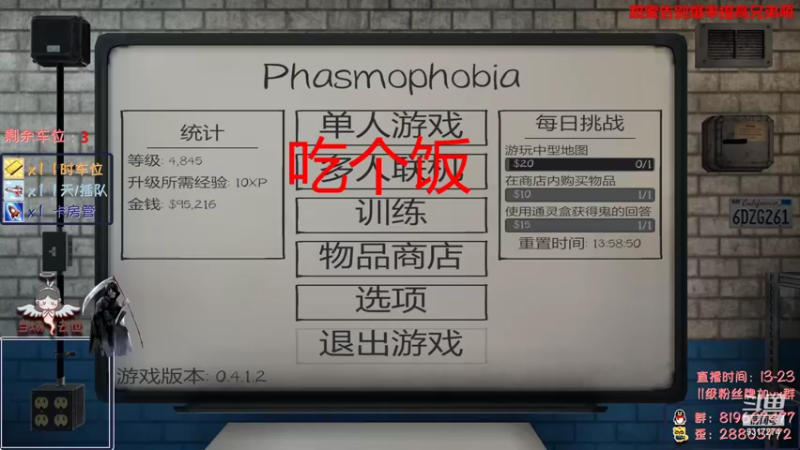 Phasmophobia
统计
等级: 4,845
升级所需经验: 10XP
金钱: $95,216
单人游戏
吃个饭
训练
物品商店
选项
退出游戏
每日挑战
游玩中型地图
$20 0/1
在商店内购买物品
$10 1/1
使用通灵盒获得鬼的回答
$15 1/1
重置时间: 13:58:50
游戏版本: 0.4.1.2
剩余车位：3
x1 1时车位
x1 1天/插队
x1 卡房管
California
6DZG261
直播时间：13-23
斗鱼